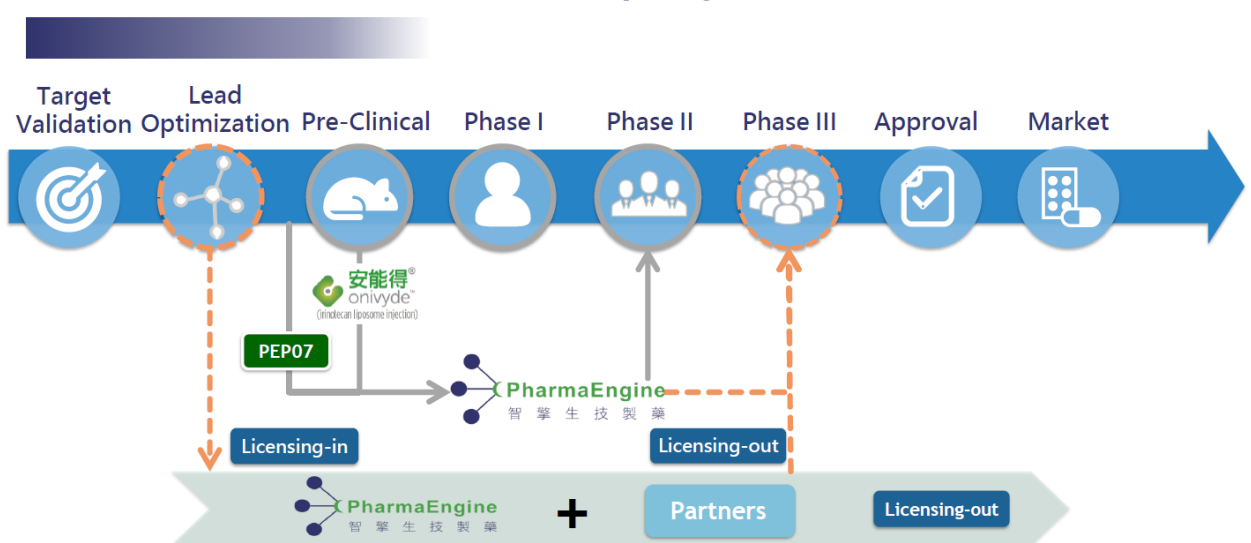 Target
Validation
Lead
Optimization
Pre-Clinical
Phase I
Phase II
Phase III
Approval
Market
安能得®
onivyde™
(irinotecan liposome injection)
PEP07
PharmaEngine
智擎生技製藥
Licensing-in
Licensing-out
PharmaEngine
智擎生技製藥
+
Partners
Licensing-out